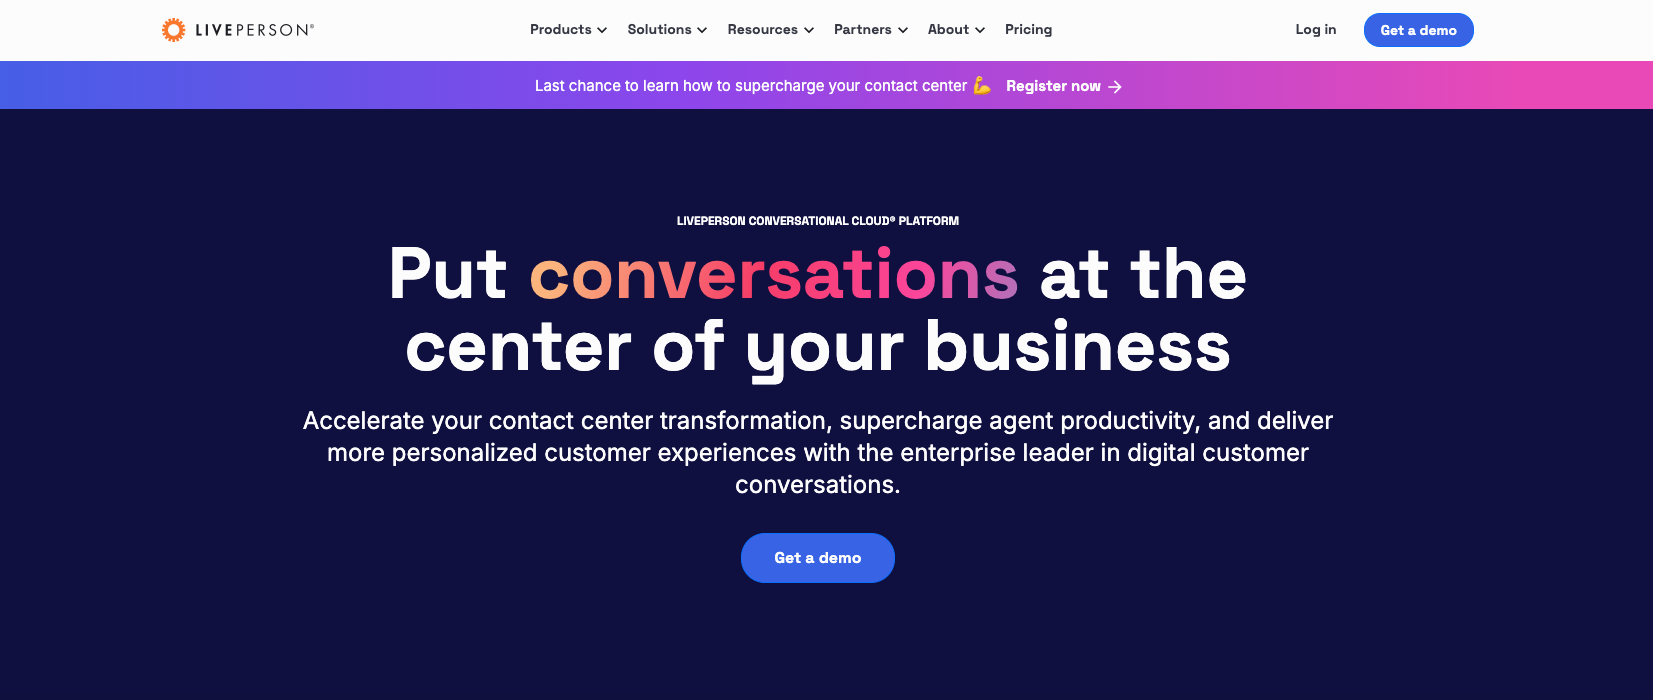 LIVEPERSON®
Products
Solutions
Resources
Partners
About
Pricing
Log in
Get a demo
Last chance to learn how to supercharge your contact center 💪 Register now →
LIVEPERSON CONVERSATIONAL CLOUD® PLATFORM
Put conversations at the
center of your business
Accelerate your contact center transformation, supercharge agent productivity, and deliver
more personalized customer experiences with the enterprise leader in digital customer
conversations.
Get a demo